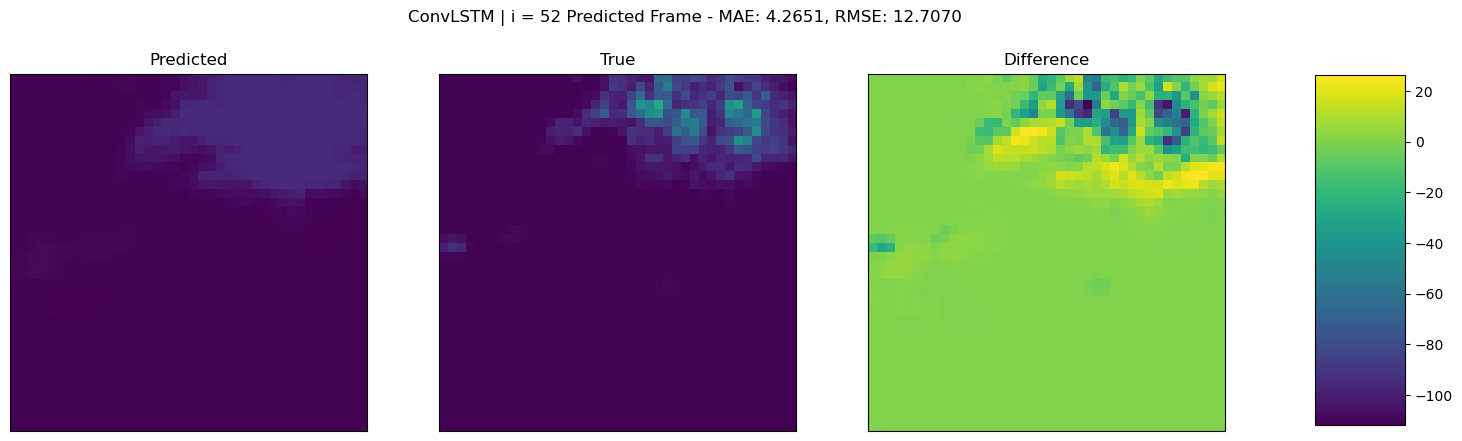 ConvLSTM | i = 52 Predicted Frame - MAE: 4.2651, RMSE: 12.7070
Predicted
True
Difference
20
0
−20
−40
−60
−80
−100